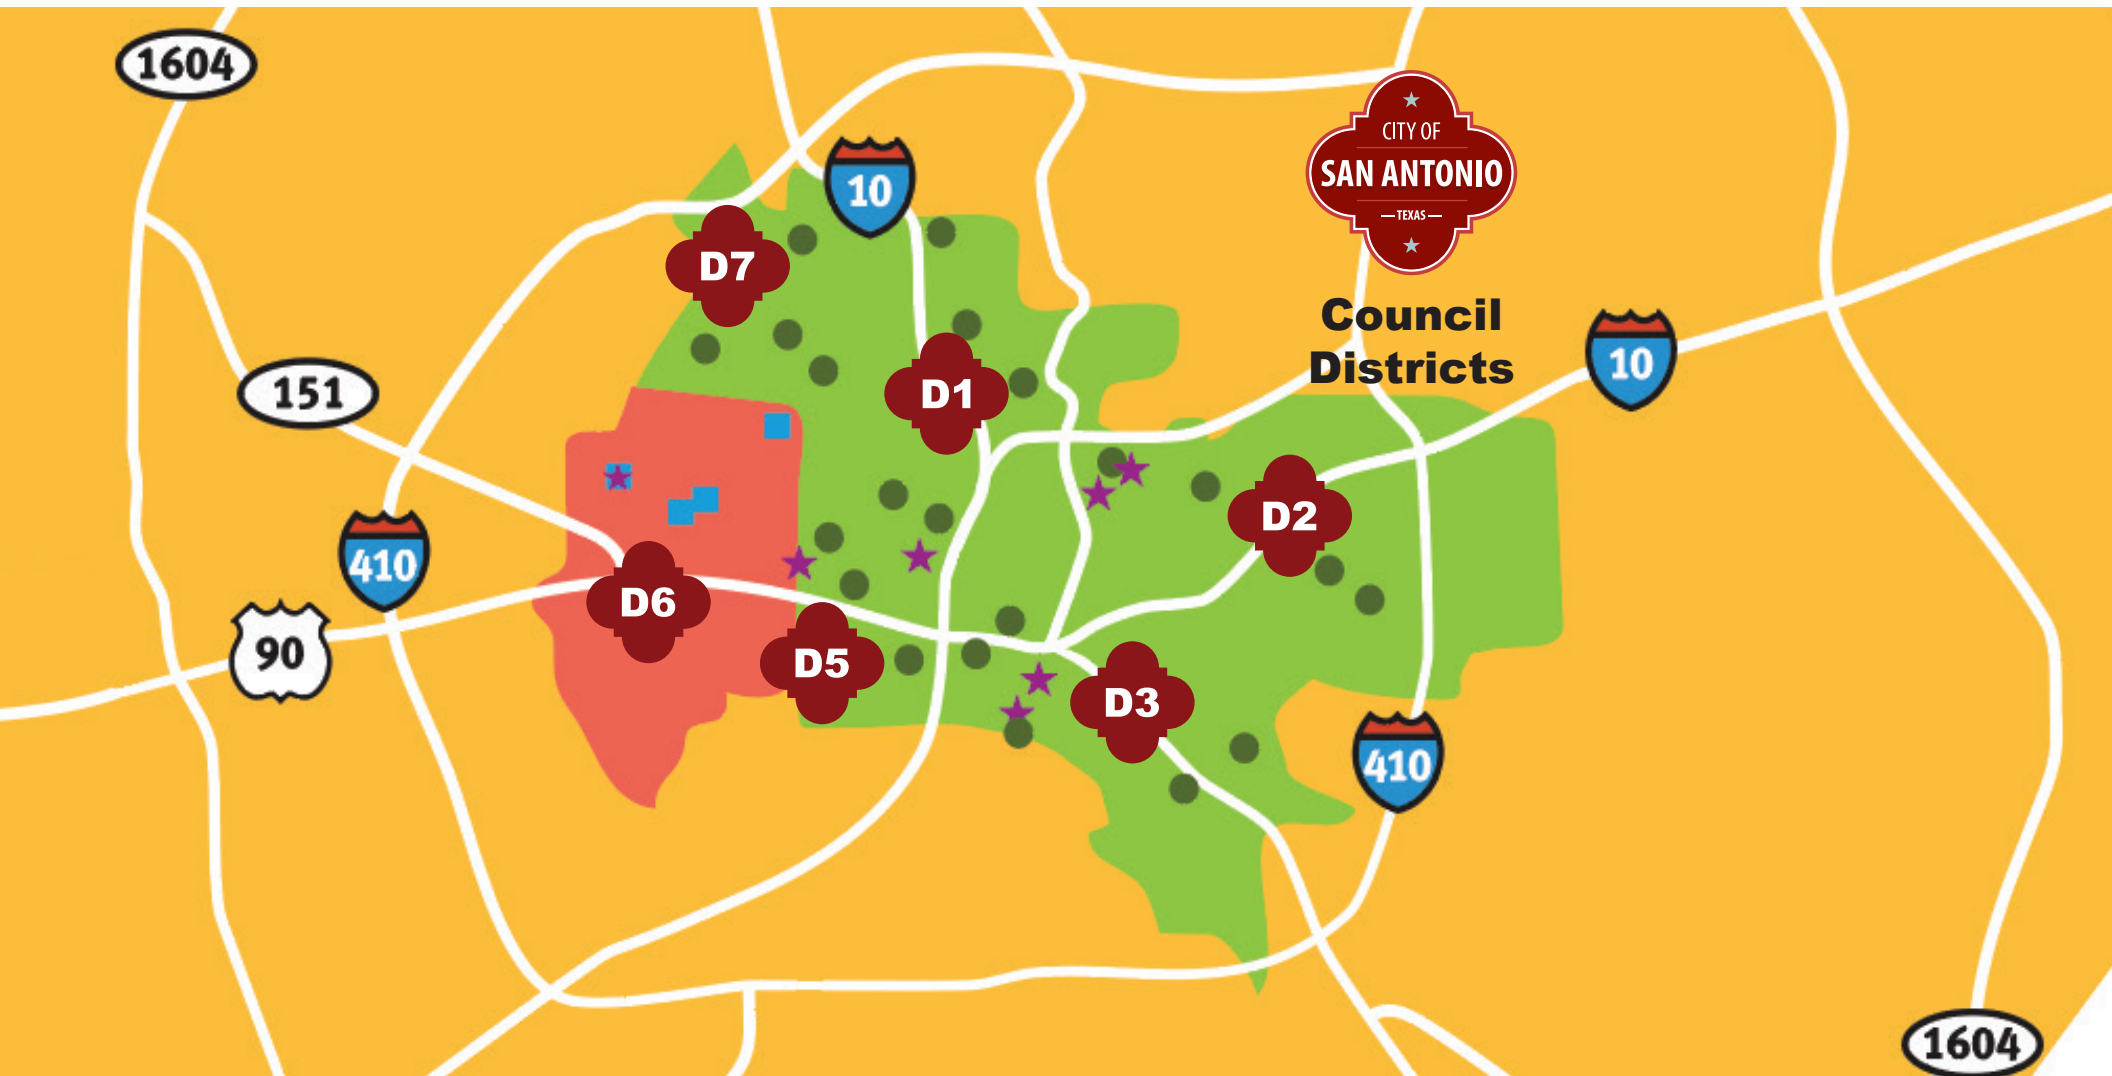 1604
CITY OF
SAN ANTONIO
TEXAS
10
D7
Council
Districts
10
151
D1
D2
410
D6
90
D5
D3
410
1604